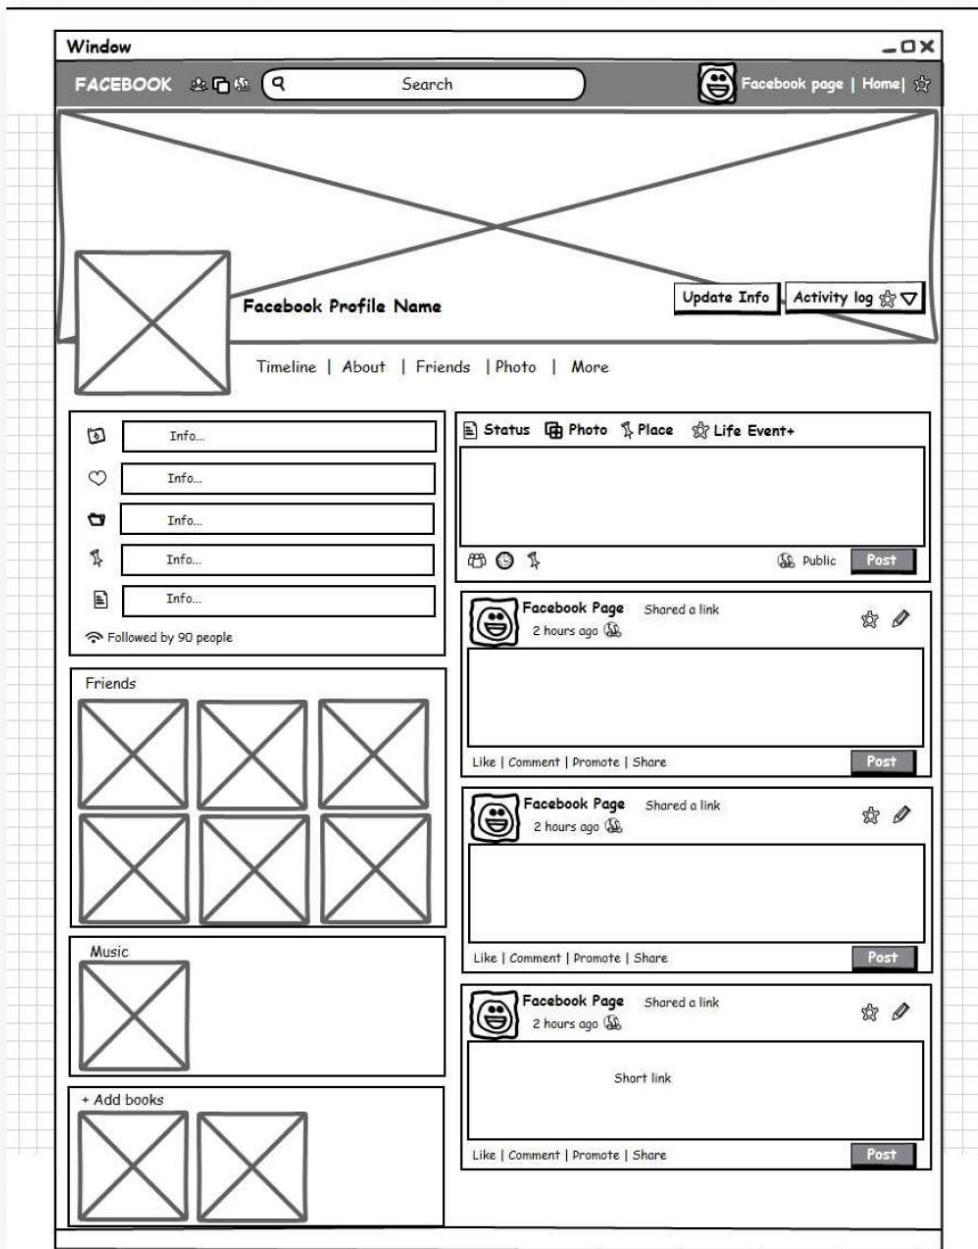 Window
FACEBOOK Search Facebook page | Home|
Facebook Profile Name
Update Info Activity log
Timeline | About | Friends | Photo | More
Info...
Info...
Info...
Info...
Info...
Followed by 90 people
Friends
Music
+ Add books
Status Photo Place Life Event+
Public Post
Facebook Page Shared a link
2 hours ago
Like | Comment | Promote | Share Post
Facebook Page Shared a link
2 hours ago
Like | Comment | Promote | Share Post
Facebook Page Shared a link
2 hours ago
Short link
Like | Comment | Promote | Share Post